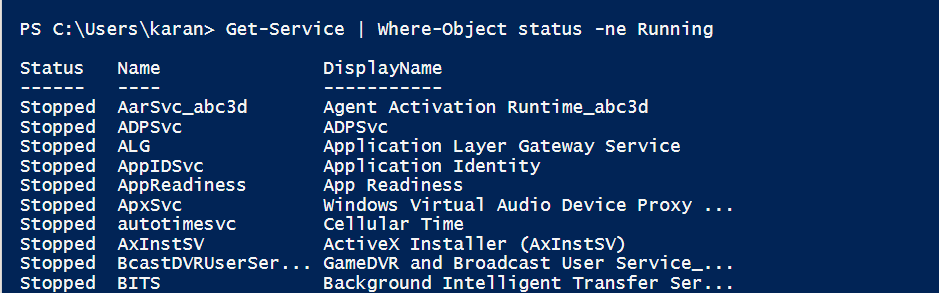 PS C:\Users\karan> Get-Service | Where-Object status -ne Running
Status   Name               DisplayName
------   ----               -----------
Stopped  AarSvc_abc3d       Agent Activation Runtime_abc3d
Stopped  ADPSvc             ADPSvc
Stopped  ALG                Application Layer Gateway Service
Stopped  AppIDSvc           Application Identity
Stopped  AppReadiness       App Readiness
Stopped  ApxSvc             Windows Virtual Audio Device Proxy ...
Stopped  autotimesvc        Cellular Time
Stopped  AxInstSV           ActiveX Installer (AxInstSV)
Stopped  BcastDVRUserSer... GameDVR and Broadcast User Service_...
Stopped  BITS               Background Intelligent Transfer Ser...